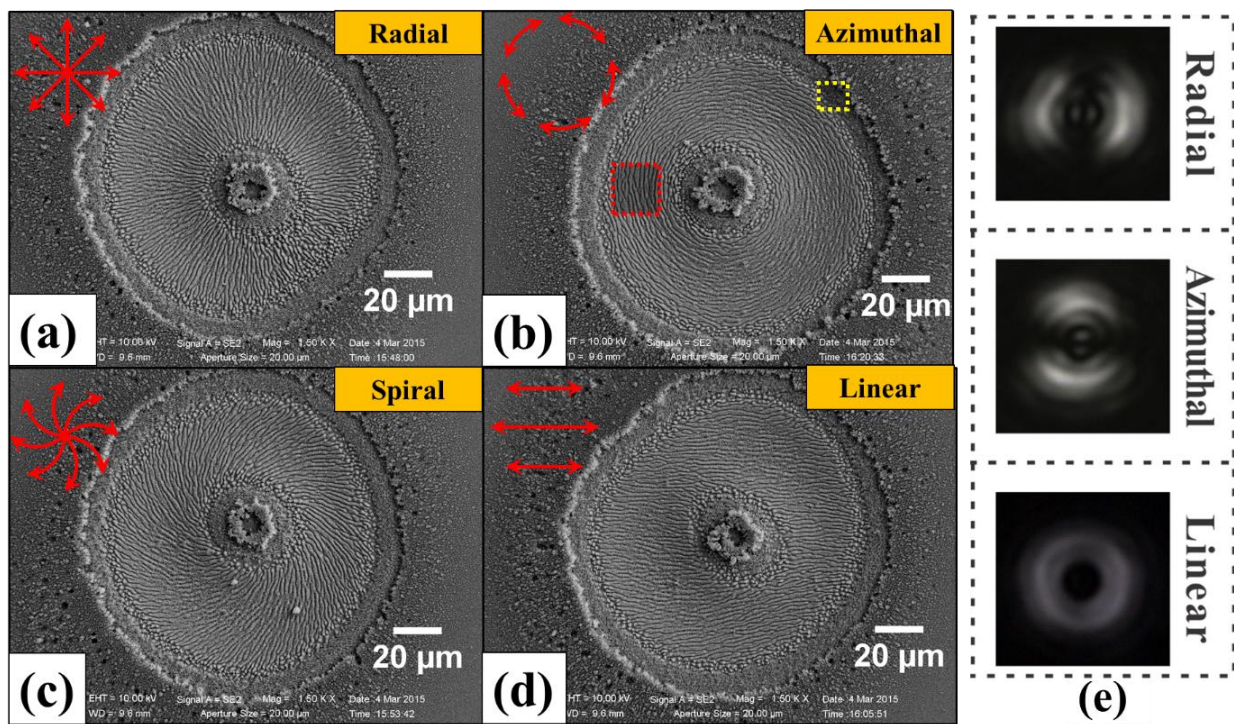 Radial
20 µm
(a)
EHT = 10.00 kV Signal A = SE2 Mag = 1.50 K X Date :4 Mar 2015
WD = 9.6 mm Aperture Size = 20.00 µm Time :15:48:00
Azimuthal
20 µm
(b)
EHT = 10.00 kV Signal A = SE2 Mag = 1.50 K X Date :4 Mar 2015
WD = 9.6 mm Aperture Size = 20.00 µm Time :16:20:33
Spiral
20 µm
(c)
EHT = 10.00 kV Signal A = SE2 Mag = 1.50 K X Date :4 Mar 2015
WD = 9.6 mm Aperture Size = 20.00 µm Time :15:53:42
Linear
20 µm
(d)
EHT = 10.00 kV Signal A = SE2 Mag = 1.50 K X Date :4 Mar 2015
WD = 9.6 mm Aperture Size = 20.00 µm Time :16:05:51
Radial
Azimuthal
Linear
(e)